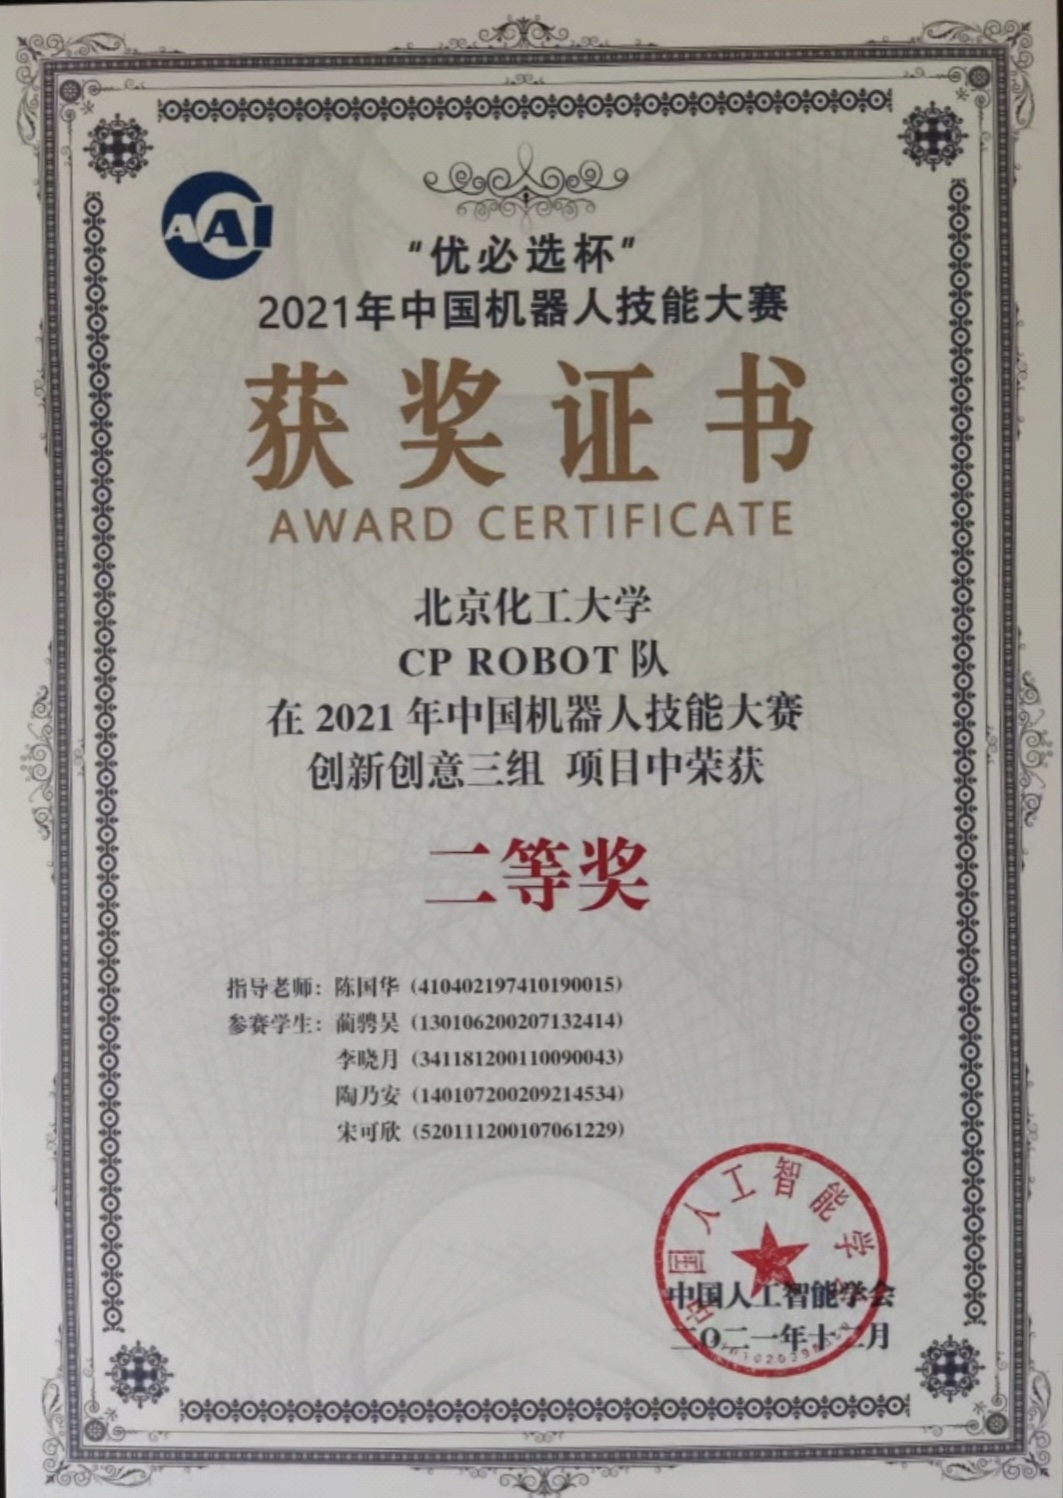 AAI
“优必选杯”
2021年中国机器人技能大赛
获奖证书
AWARD CERTIFICATE
北京化工大学
CP ROBOT 队
在 2021 年中国机器人技能大赛
创新创意三组 项目中荣获
二等奖
指导老师：陈国华（410402197410190015）
参赛学生：蔺骋昊（130106200207132414）
李晓月（341181200110090043）
陶乃安（140107200209214534）
宋可欣（520111200107061229）
中国人工智能学会
中国人工智能学会
二〇二一年十二月